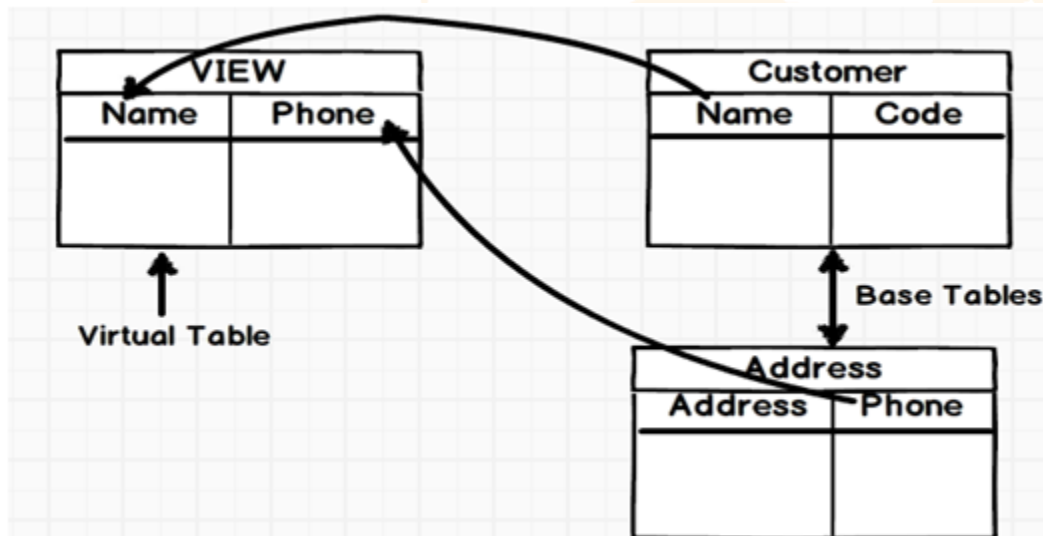 VIEW
Name Phone
Virtual Table
Customer
Name Code
Base Tables
Address
Address Phone